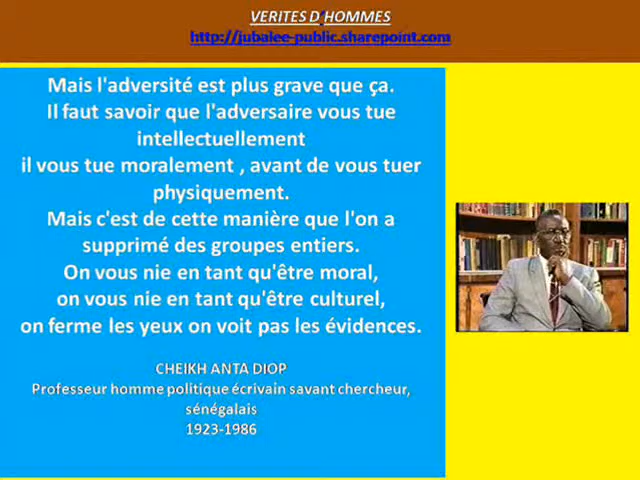 VERITES D'HOMMES
http://jubalee-public.sharepoint.com
Mais l'adversité est plus grave que ça.
Il faut savoir que l'adversaire vous tue
intellectuellement
il vous tue moralement , avant de vous tuer
physiquement.
Mais c'est de cette manière que l'on a
supprimé des groupes entiers.
On vous nie en tant qu'être moral,
on vous nie en tant qu'être culturel,
on ferme les yeux on voit pas les évidences.
CHEIKH ANTA DIOP
Professeur homme politique écrivain savant chercheur,
sénégalais
1923-1986